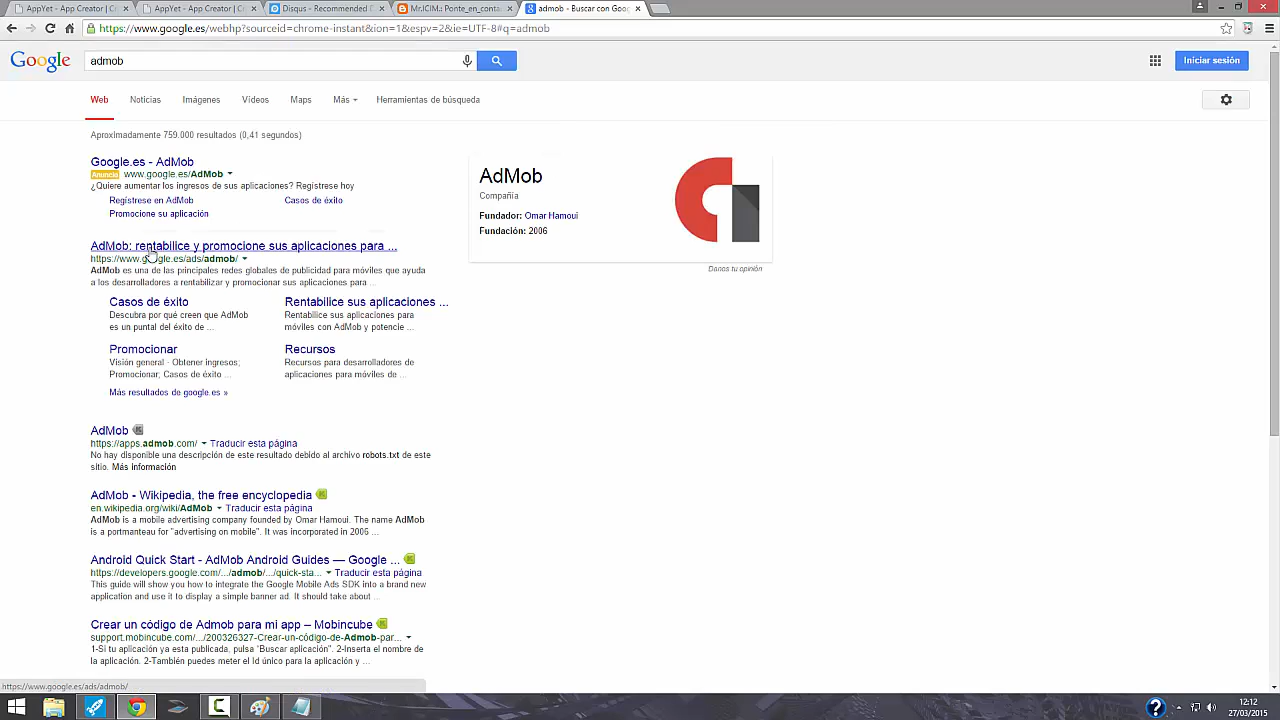 AppYet - App Creator | C
AppYet - App Creator | C
Disqus - Recommended
MrJCIM.: Ponte_en_conta
admob - Buscar con Goo
https://www.google.es/webhp?sourceid=chrome-instant&ion=1&espv=2&ie=UTF-8#q=admob
Google
admob
Iniciar sesión
Web
Noticias
Imágenes
Vídeos
Maps
Más
Herramientas de búsqueda
Aproximadamente 759.000 resultados (0,41 segundos)
Google.es - AdMob
Anuncio www.google.es/AdMob
¿Quiere aumentar los ingresos de sus aplicaciones? Regístrese hoy
Regístrese en AdMob
Casos de éxito
Promocione su aplicación
AdMob
Compañía
Fundador: Omar Hamoui
Fundación: 2006
Danos tu opinión
AdMob: rentabilice y promocione sus aplicaciones para ...
https://www.google.es/ads/admob/
AdMob es una de las principales redes globales de publicidad para móviles que ayuda
a los desarrolladores a rentabilizar y promocionar sus aplicaciones para ...
Casos de éxito
Descubra por qué creen que AdMob
es un puntal del éxito de ...
Rentabilice sus aplicaciones ...
Rentabilice sus aplicaciones para
móviles con AdMob y potencie ...
Promocionar
Visión general - Obtener ingresos;
Promocionar; Casos de éxito ...
Recursos
Recursos para desarrolladores de
aplicaciones para móviles de ...
Más resultados de google.es »
AdMob
https://apps.admob.com/ Traducir esta página
No hay disponible una descripción de este resultado debido al archivo robots.txt de este
sitio. Más información
AdMob - Wikipedia, the free encyclopedia
en.wikipedia.org/wiki/AdMob Traducir esta página
AdMob is a mobile advertising company founded by Omar Hamoui. The name AdMob
is a portmanteau for "advertising on mobile". It was incorporated in 2006 ...
Android Quick Start - AdMob Android Guides — Google ...
https://developers.google.com/.../admob/.../quick-sta... Traducir esta página
This guide will show you how to integrate the Google Mobile Ads SDK into a brand new
application and use it to display a simple banner ad. It should take about ...
Crear un código de Admob para mi app – Mobincube
support.mobincube.com/.../200326327-Crear-un-código-de-Admob-par...
1-Si tu aplicación ya esta publicada, pulsa "Buscar aplicación". 2-Inserta el nombre de
la aplicación. 2-También puedes meter el Id único para la aplicación y ...
https://www.google.es/ads/admob/
12:12
27/03/2015